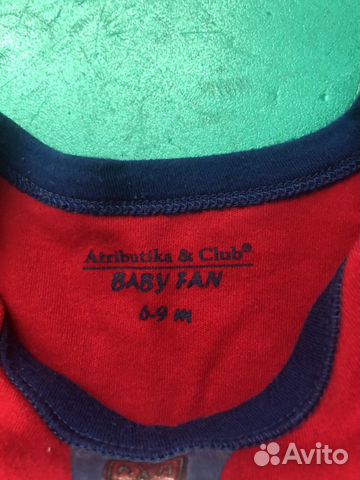 Atributika & Club®
BABY FAN
6-9 m
Avito